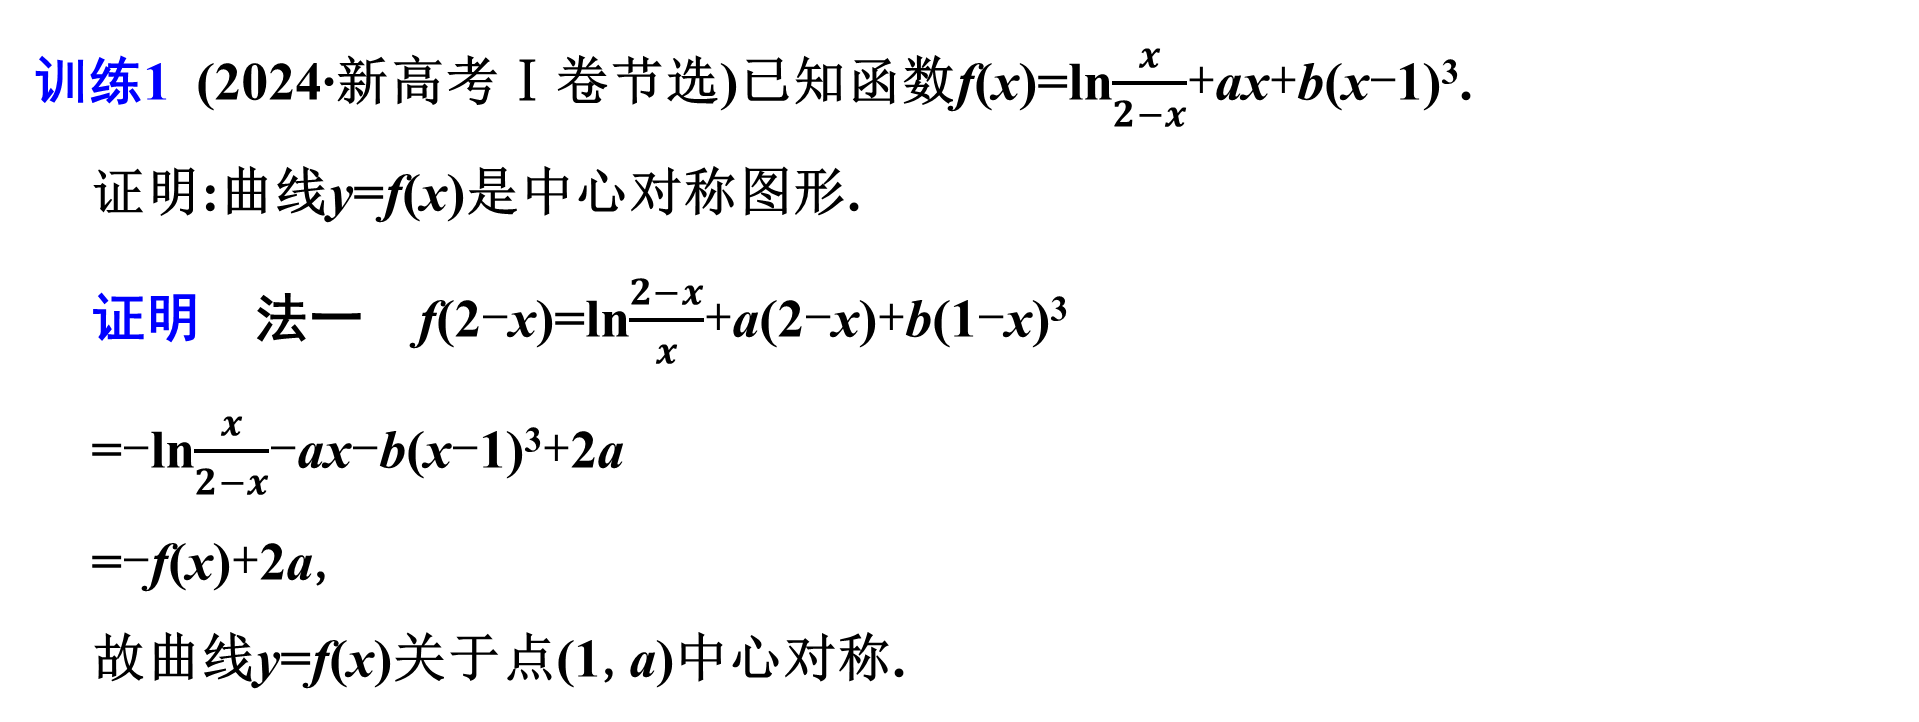 训练1 (2024·新高考Ⅰ卷节选)已知函数f(x)=ln\frac{x}{2−x}+ax+b(x−1)³.
证明:曲线y=f(x)是中心对称图形.
证明 法一 f(2−x)=ln\frac{2−x}{x}+a(2−x)+b(1−x)³
=−ln\frac{x}{2−x}−ax−b(x−1)³+2a
=−f(x)+2a,
故曲线y=f(x)关于点(1, a)中心对称.